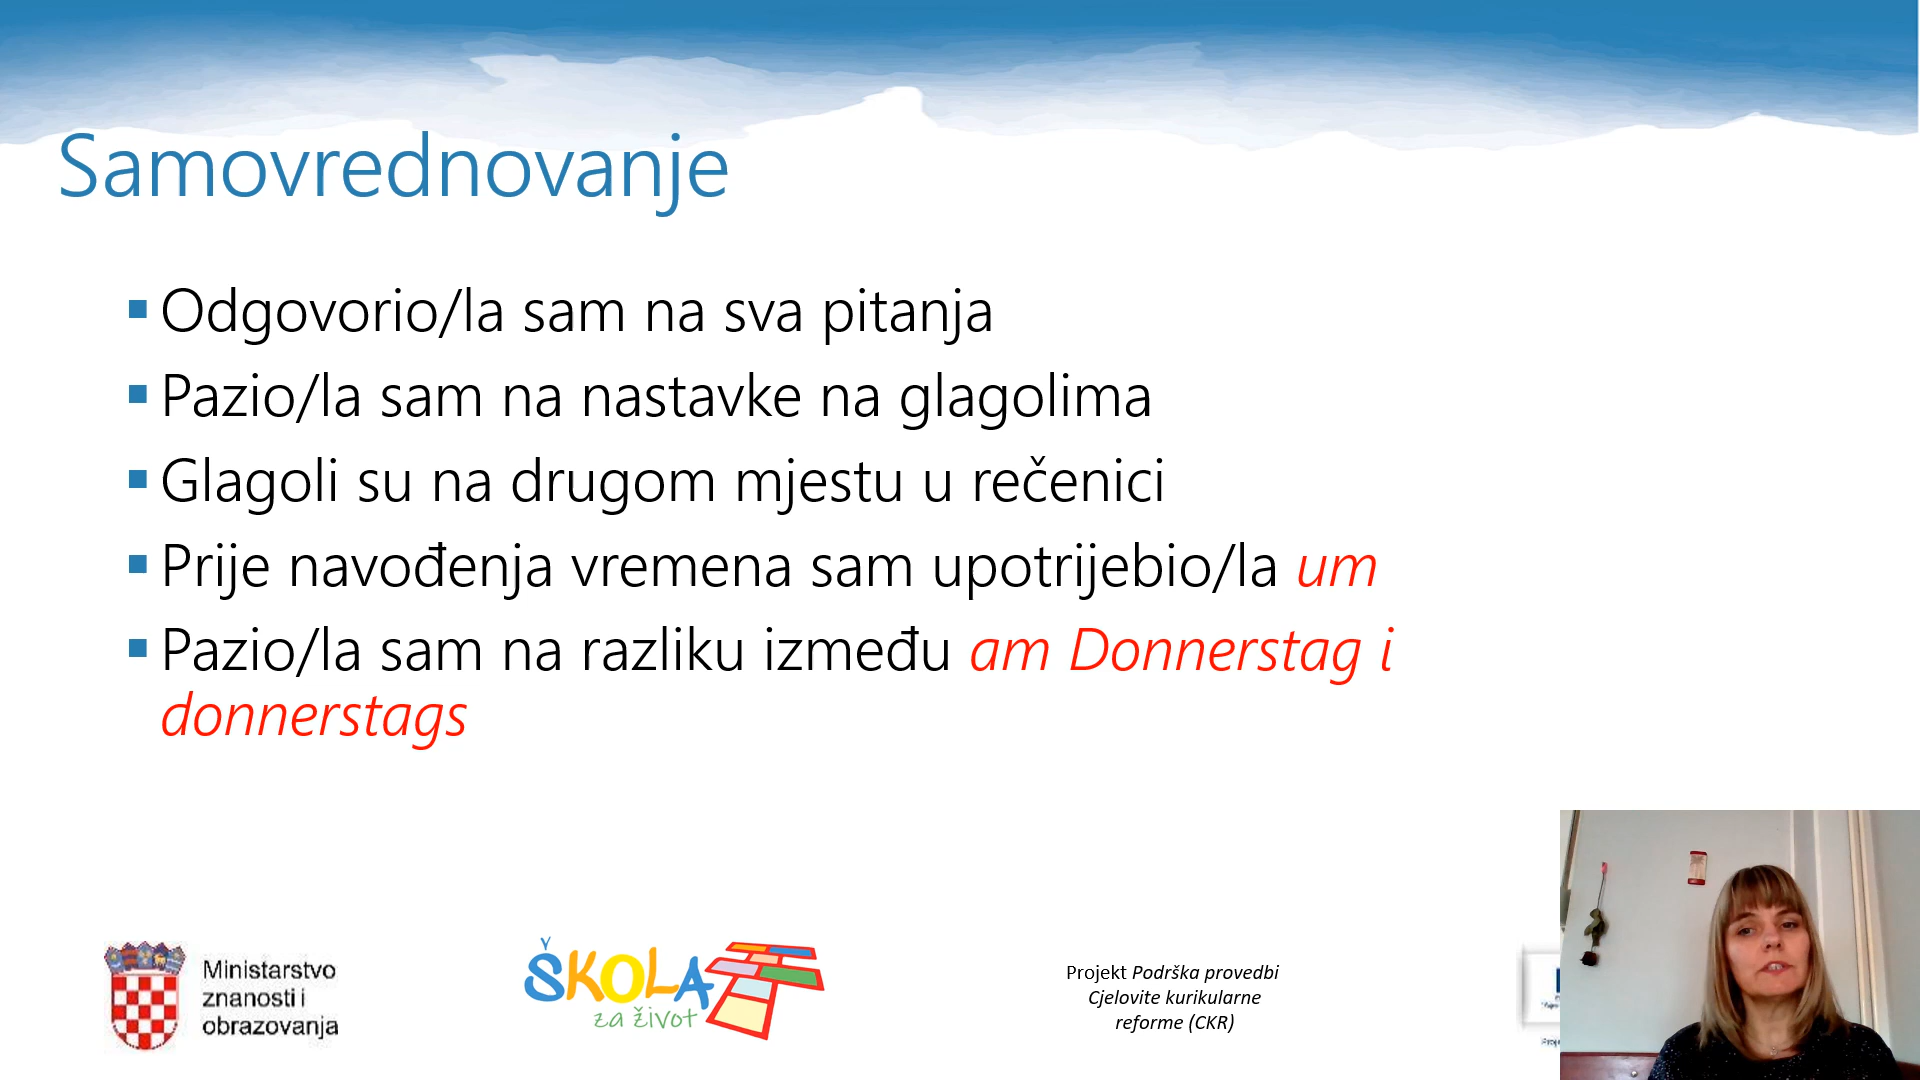 Samovrednovanje
Odgovorio/la sam na sva pitanja
Pazio/la sam na nastavke na glagolima
Glagoli su na drugom mjestu u rečenici
Prije navođenja vremena sam upotrijebio/la um
Pazio/la sam na razliku između am Donnerstag i
donnerstags
Ministarstvo
znanosti i
obrazovanja
ŠKOLA
za život
Projekt Podrška provedbi
Cjelovite kurikularne
reforme (CKR)